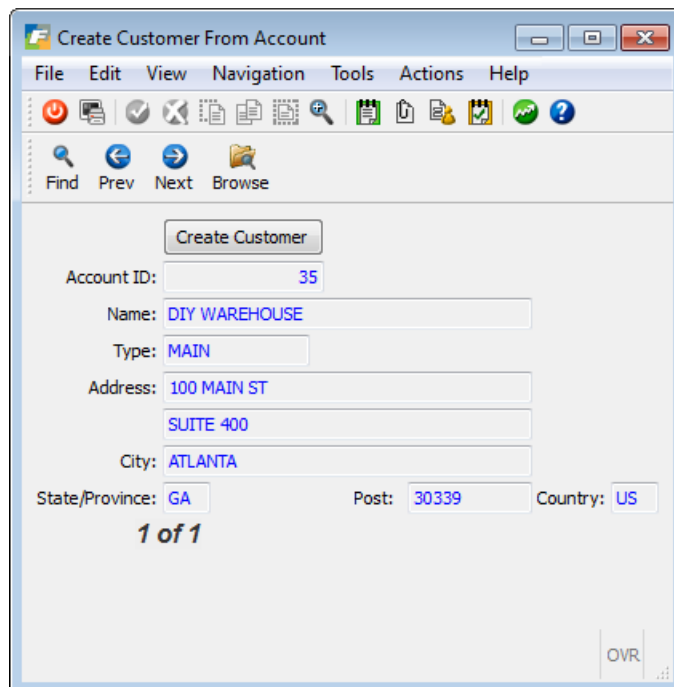 Create Customer From Account
File Edit View Navigation Tools Actions Help
Find Prev Next Browse
Create Customer
Account ID: 35
Name: DIY WAREHOUSE
Type: MAIN
Address: 100 MAIN ST
SUITE 400
City: ATLANTA
State/Province: GA Post: 30339 Country: US
1 of 1
OVR